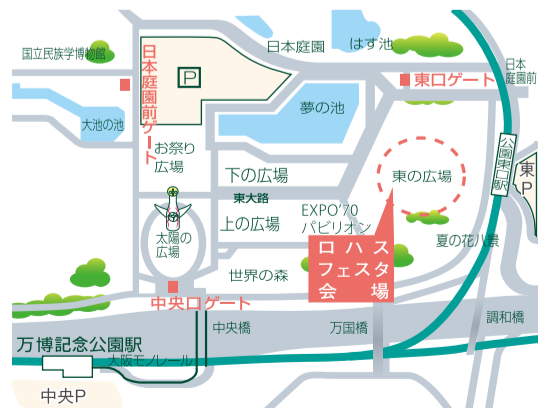 日本庭園
はす池
国立民族学博物館
日本庭園前ゲート
P
東口ゲート
日本
庭園前
夢の池
大池の池
お祭り
広場
公園東口駅
東P
下の広場
東の広場
東大路
上の広場
EXPO'70
パビリオン
太陽の
広場
夏の花八景
ロハス
フェスタ
会場
世界の森
中央口ゲート
中央橋
万国橋
調和橋
万博記念公園駅
大阪モノレール
中央P